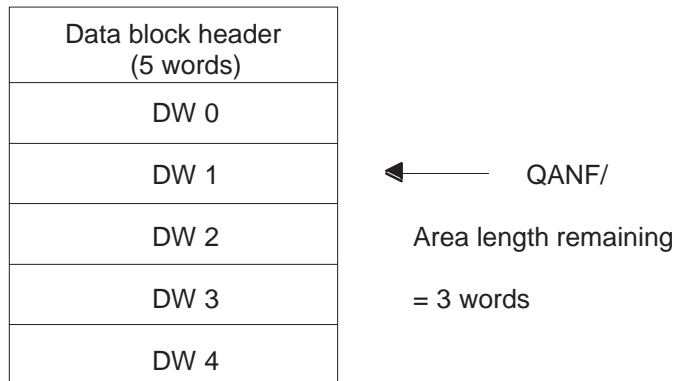 Data block header
(5 words)
DW 0
DW 1
QANF/
DW 2
Area length remaining
DW 3
= 3 words
DW 4